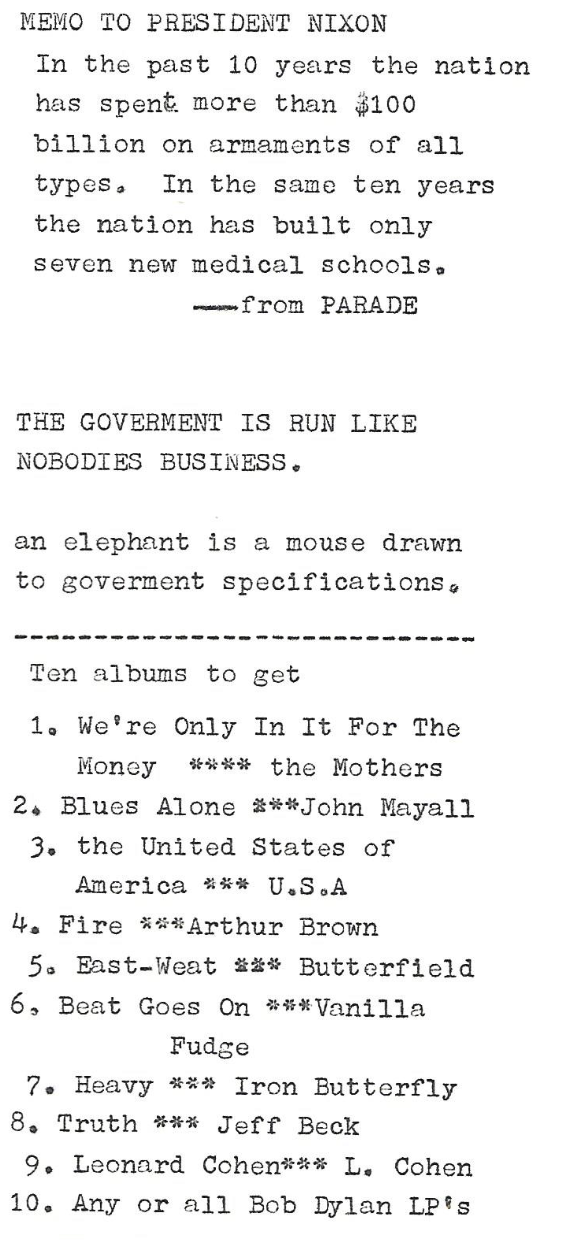 MEMO TO PRESIDENT NIXON
In the past 10 years the nation
has spent more than $100
billion on armaments of all
types. In the same ten years
the nation has built only
seven new medical schools.
——from PARADE
THE GOVERMENT IS RUN LIKE
NOBODIES BUSINESS.
an elephant is a mouse drawn
to goverment specifications.
-----------------------------
Ten albums to get
1. We're Only In It For The
Money **** the Mothers
2. Blues Alone ***John Mayall
3. the United States of
America *** U.S.A
4. Fire ***Arthur Brown
5. East-Weat *** Butterfield
6. Beat Goes On ***Vanilla
Fudge
7. Heavy *** Iron Butterfly
8. Truth *** Jeff Beck
9. Leonard Cohen*** L. Cohen
10. Any or all Bob Dylan LP's